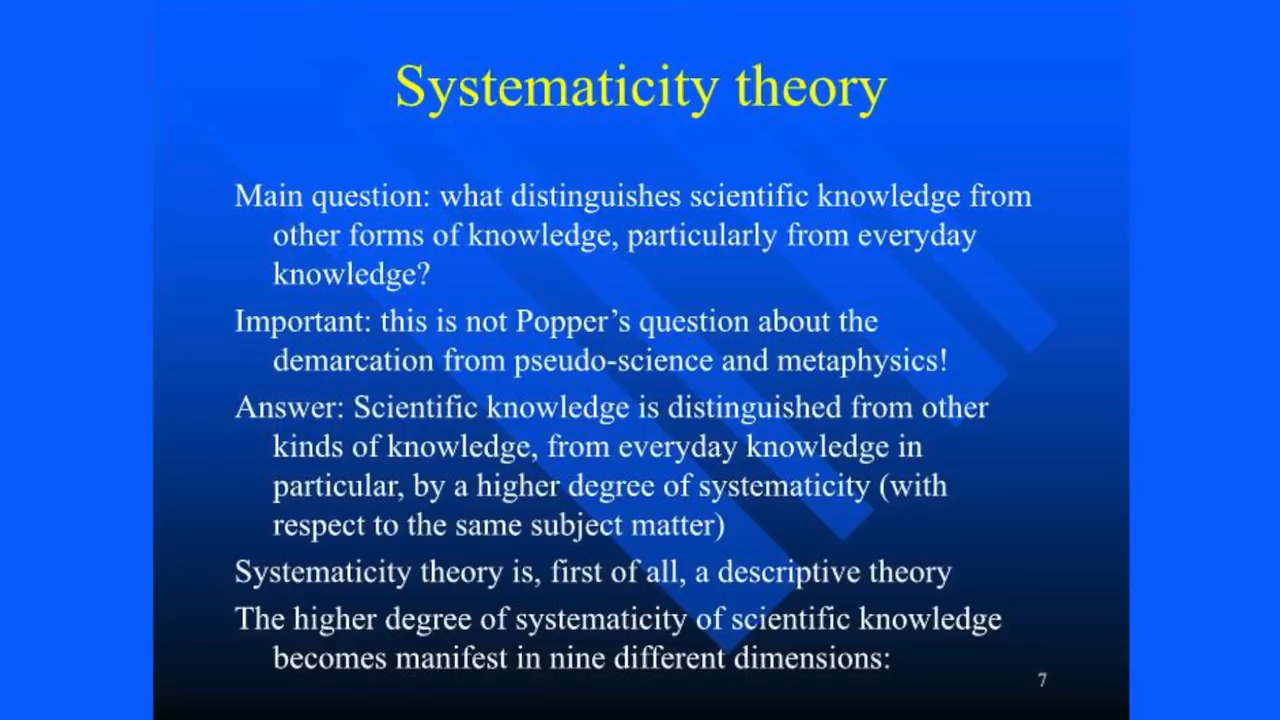 Systematicity theory
Main question: what distinguishes scientific knowledge from
other forms of knowledge, particularly from everyday
knowledge?
Important: this is not Popper’s question about the
demarcation from pseudo-science and metaphysics!
Answer: Scientific knowledge is distinguished from other
kinds of knowledge, from everyday knowledge in
particular, by a higher degree of systematicity (with
respect to the same subject matter)
Systematicity theory is, first of all, a descriptive theory
The higher degree of systematicity of scientific knowledge
becomes manifest in nine different dimensions:
7